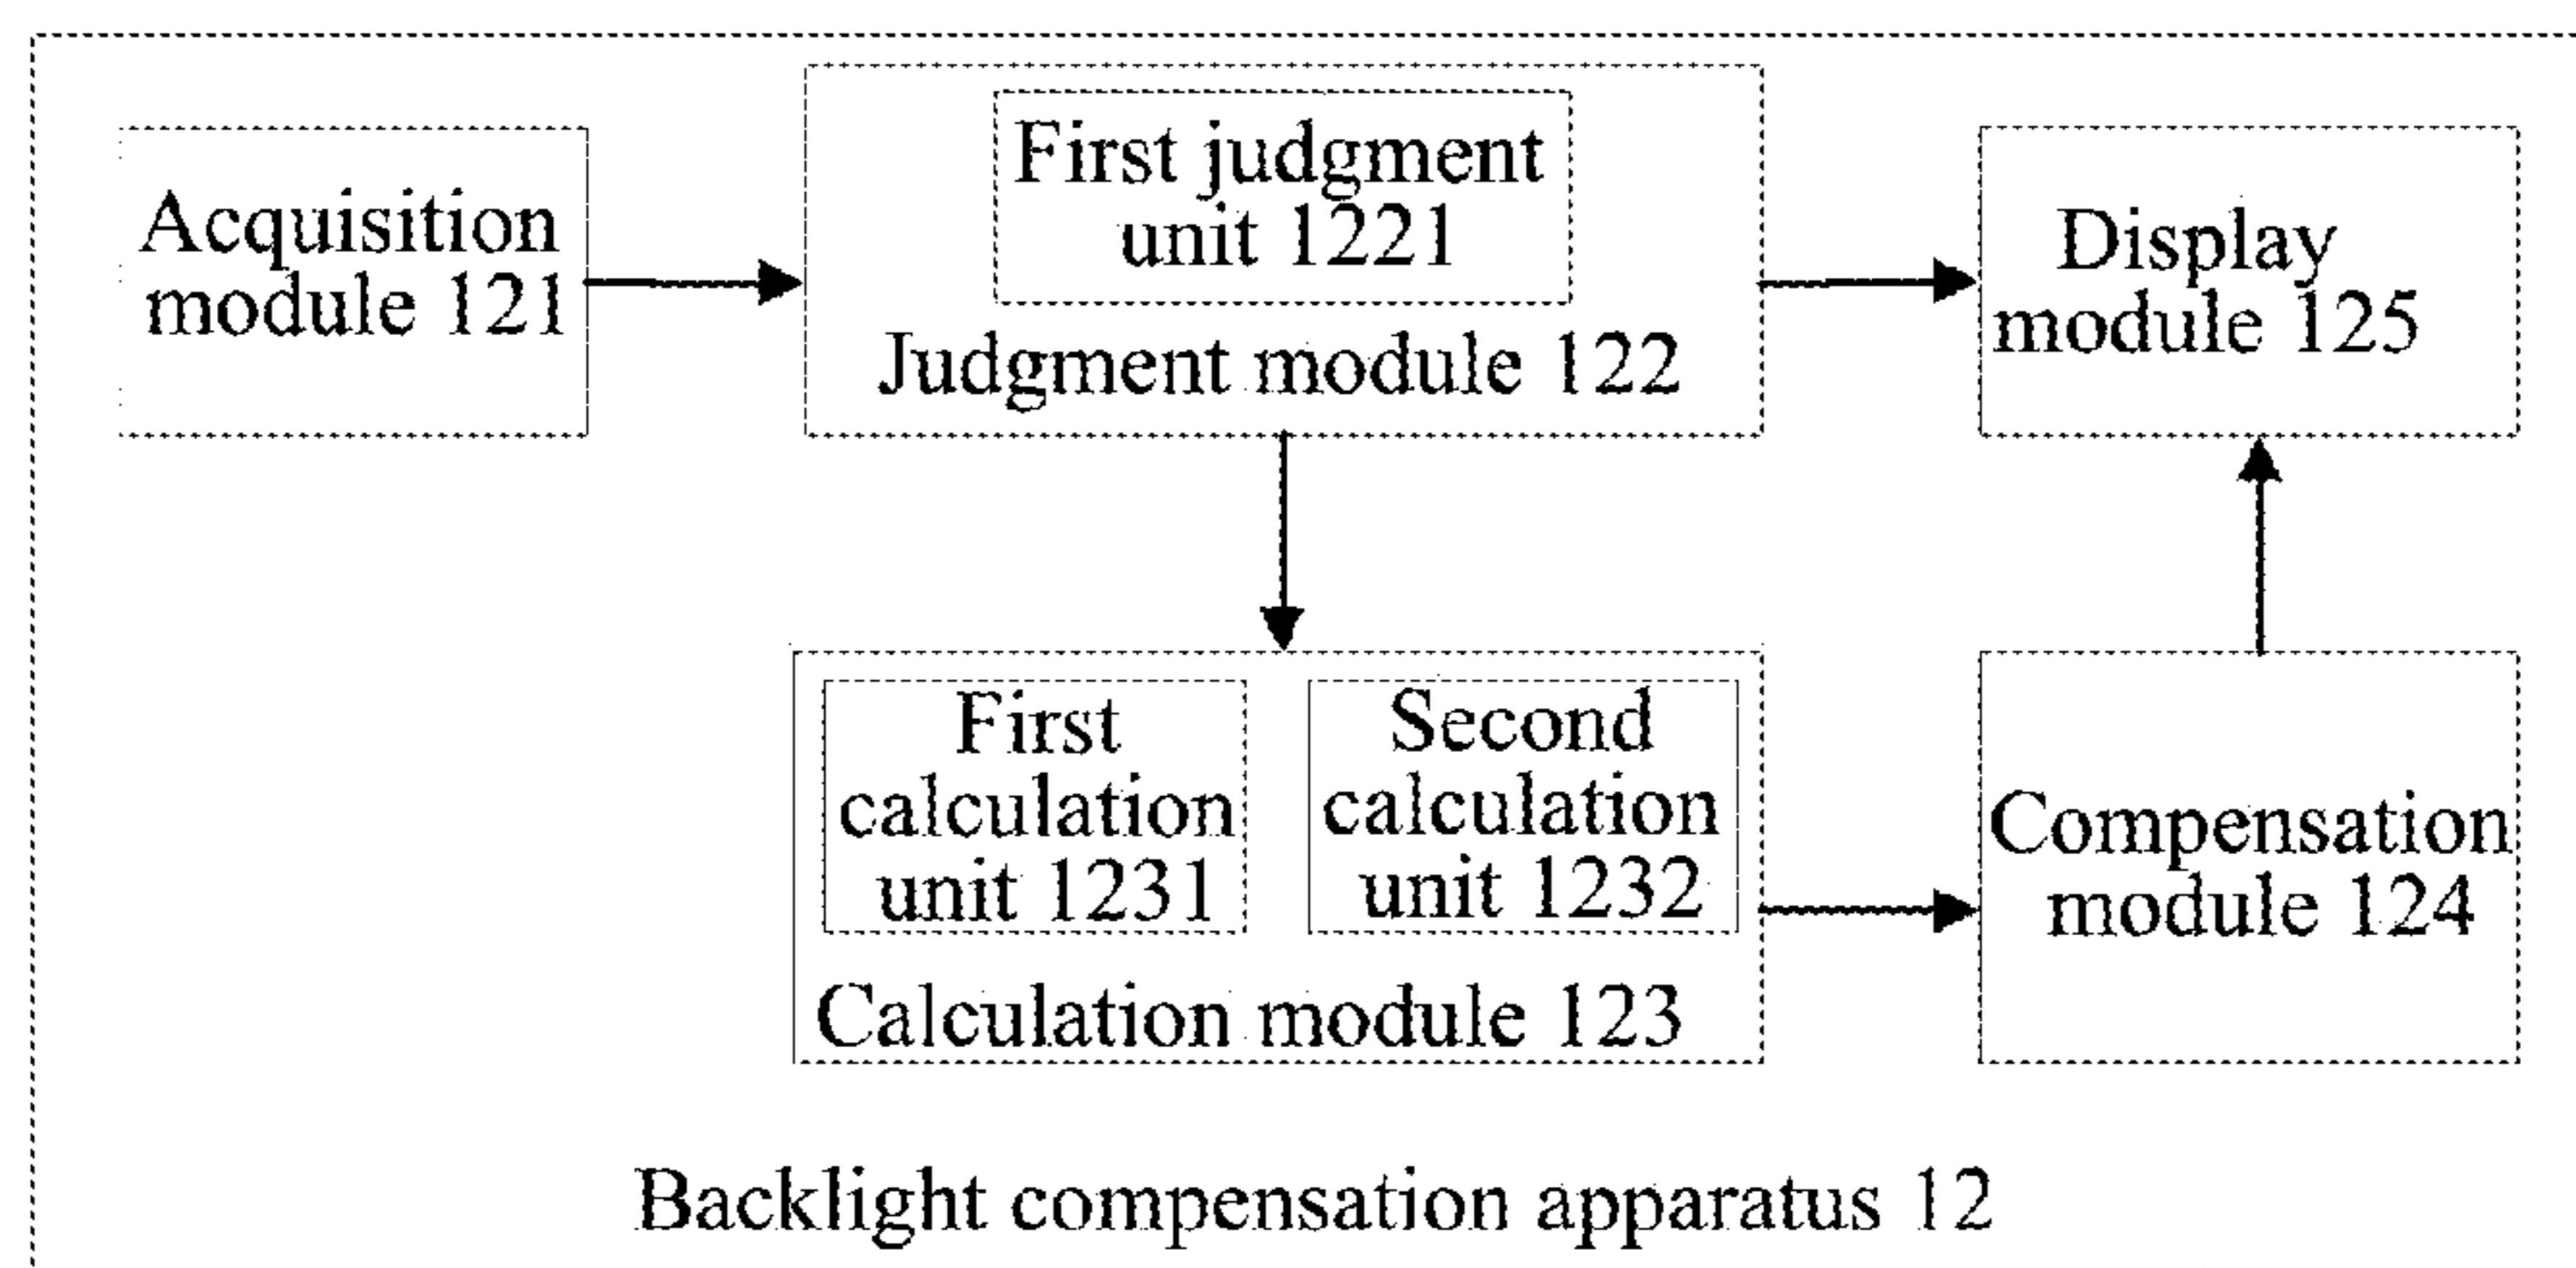 Acquisition
module 121
First judgment
unit 1221
Judgment module 122
Display
module 125
First
calculation
unit 1231
Second
calculation
unit 1232
Calculation module 123
Compensation
module 124
Backlight compensation apparatus 12